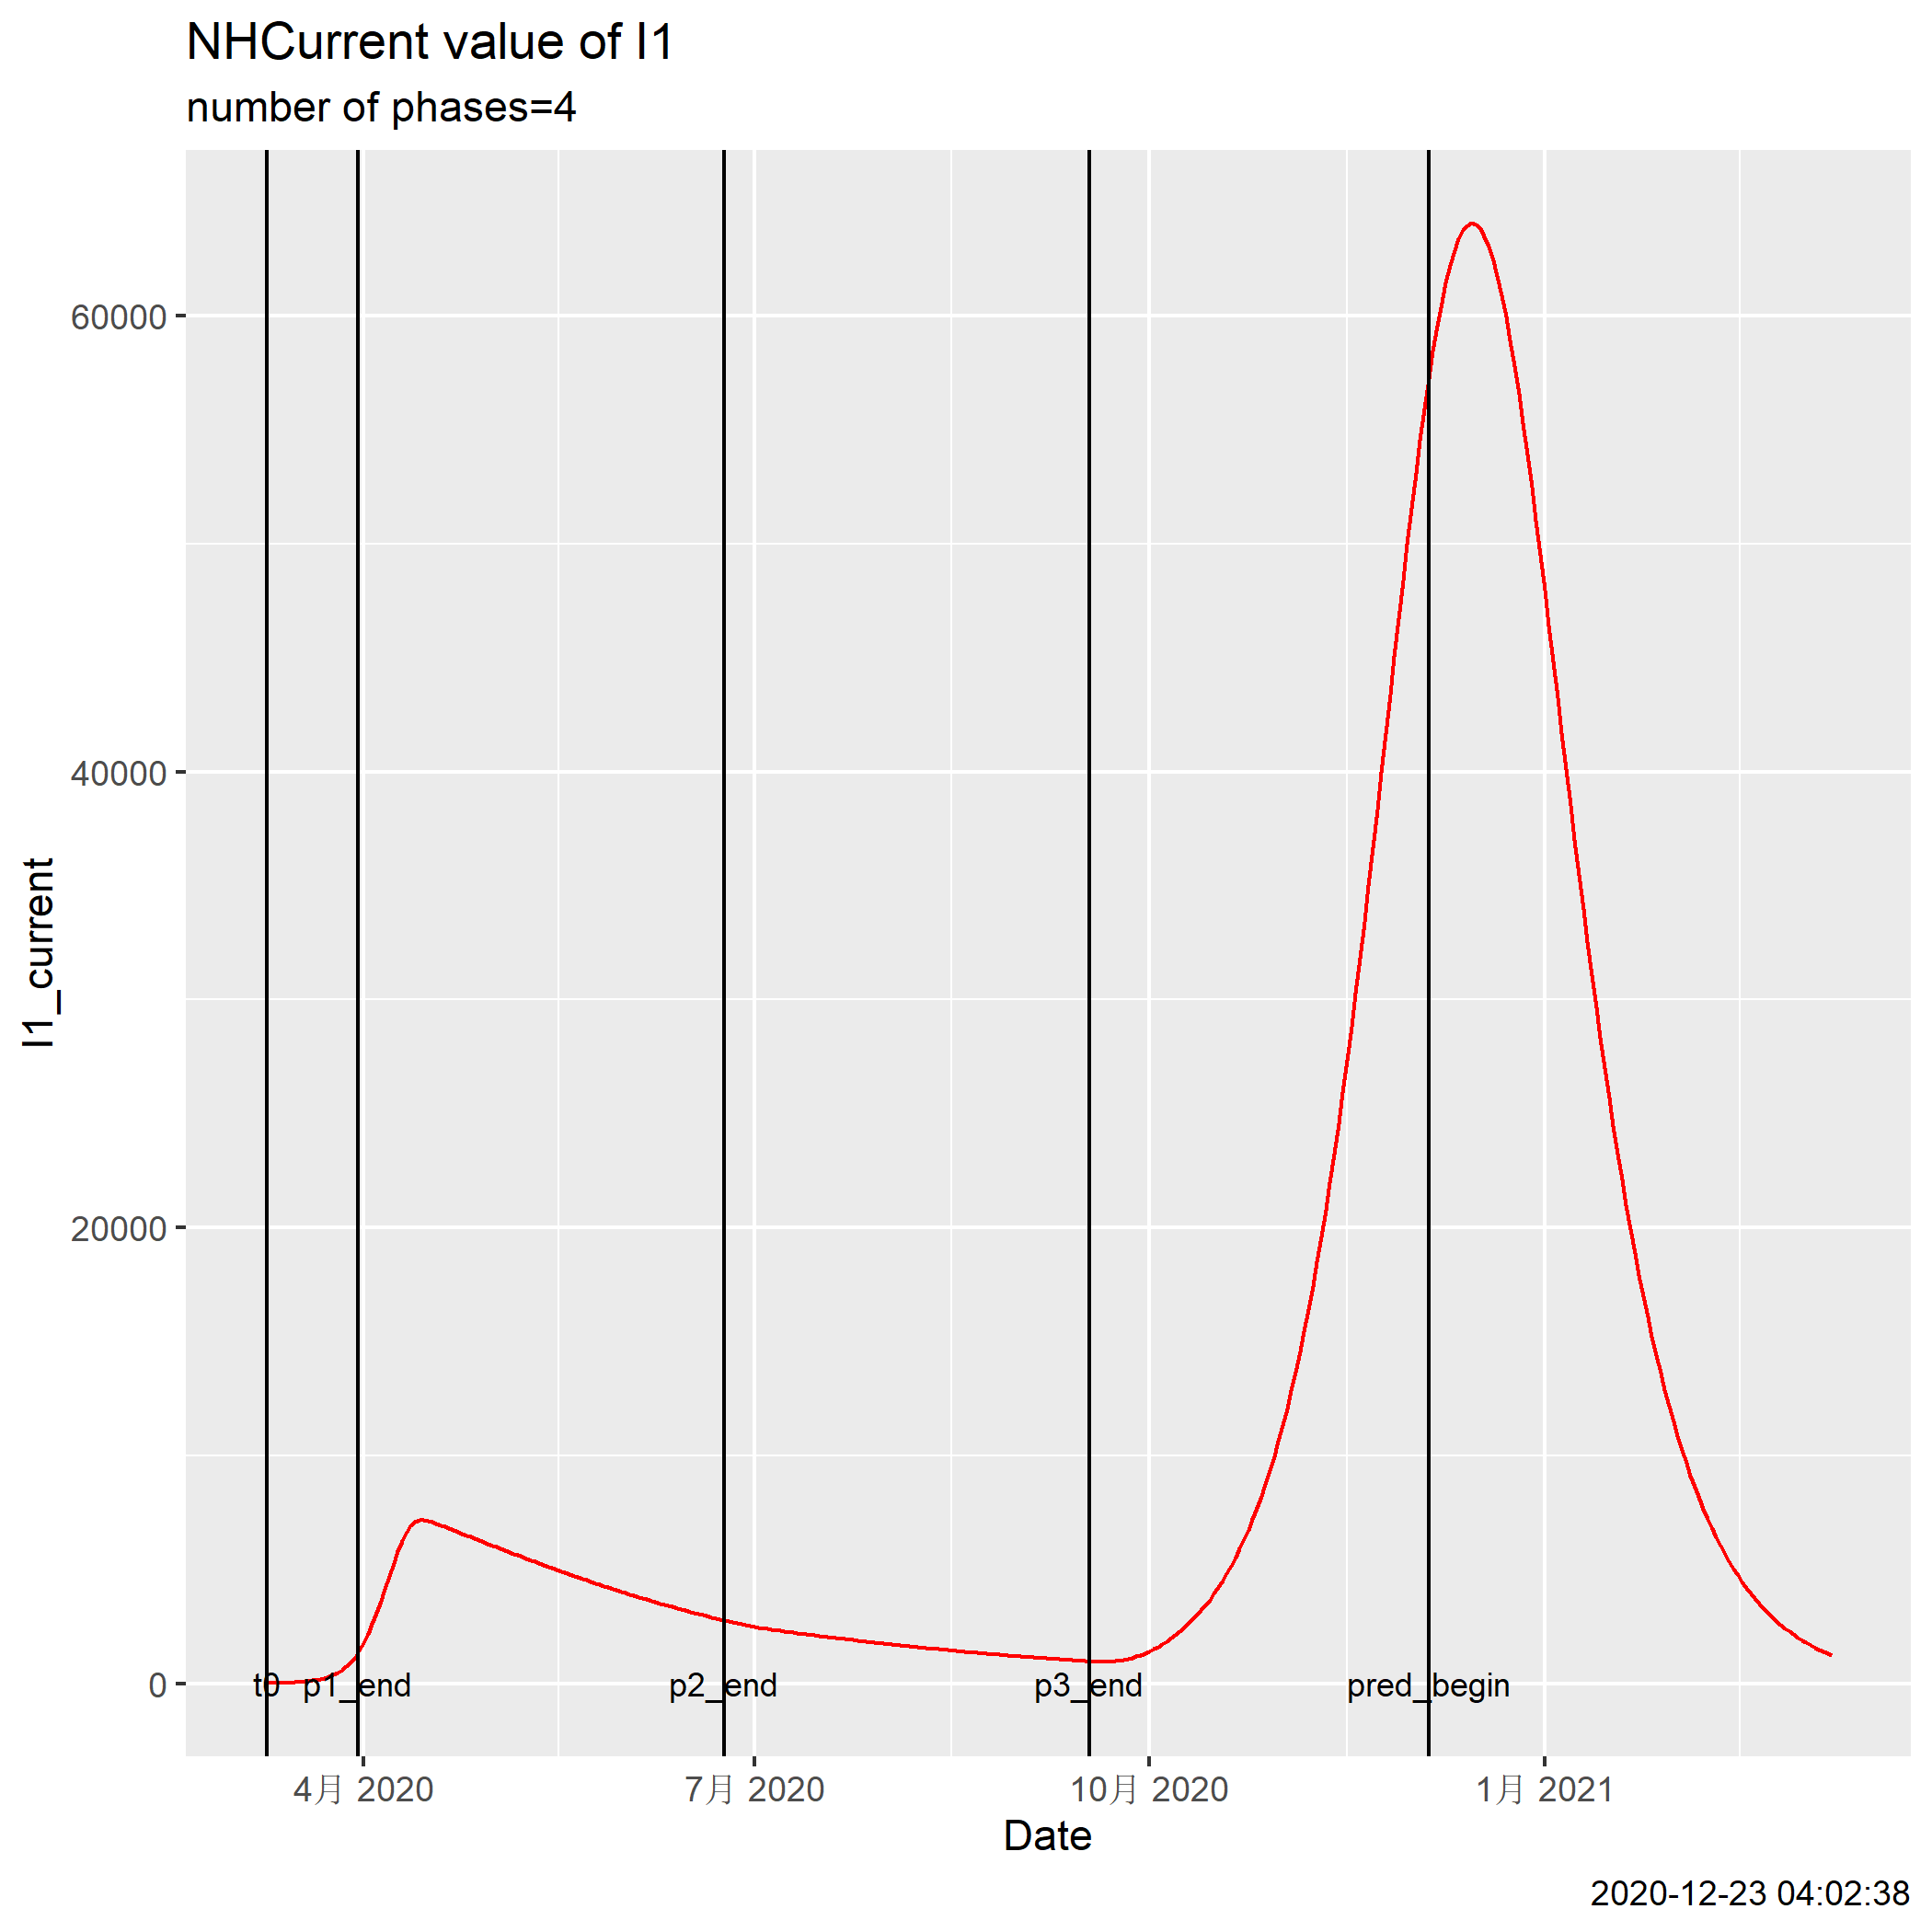 NHCurrent value of I1
number of phases=4
I1_current
60000
40000
20000
0
t0 p1_end p2_end p3_end pred_begin
4月 2020 7月 2020 10月 2020 1月 2021
Date
2020-12-23 04:02:38